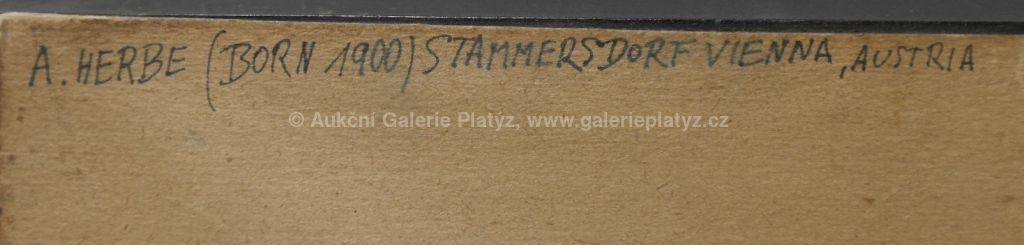 A. HERBE (BORN 1900) STAMMERSDORF VIENNA, AUSTRIA
© Aukční Galerie Platýz, www.galerieplatyz.cz